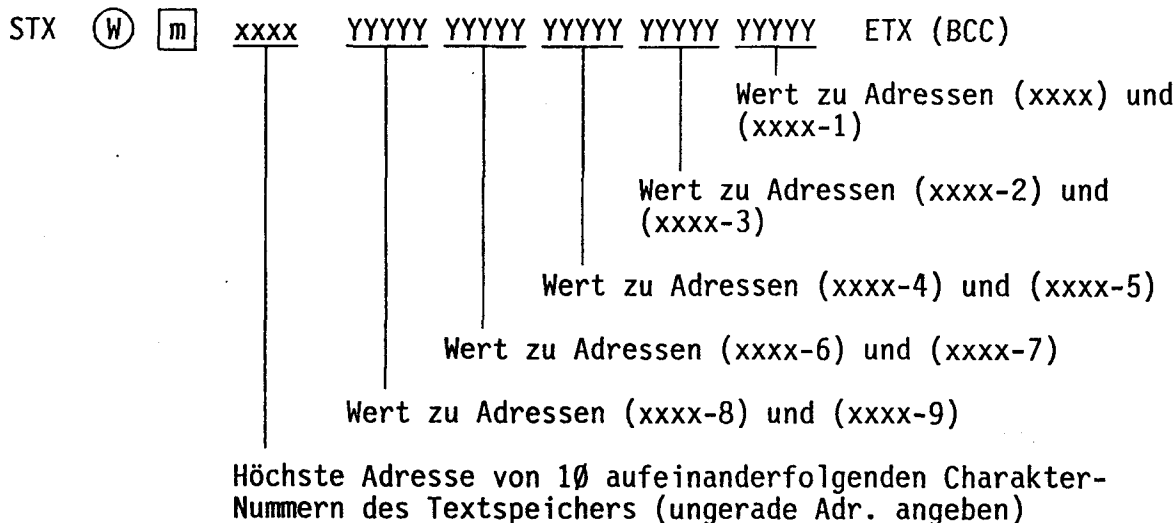 STX W m xxxx YYYYY YYYYY YYYYY YYYYY YYYYY ETX (BCC)
Wert zu Adressen (xxxx) und
(xxxx-1)
Wert zu Adressen (xxxx-2) und
(xxxx-3)
Wert zu Adressen (xxxx-4) und (xxxx-5)
Wert zu Adressen (xxxx-6) und (xxxx-7)
Wert zu Adressen (xxxx-8) und (xxxx-9)
Höchste Adresse von 1Ø aufeinanderfolgenden Charakter-
Nummern des Textspeichers (ungerade Adr. angeben)